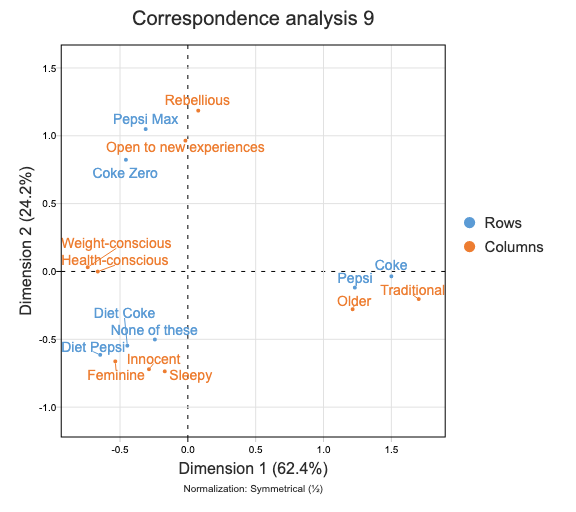 Correspondence analysis 9
Dimension 2 (24.2%)
1.5
1.0
0.5
0.0
-0.5
-1.0
Rebellious
Pepsi Max
Open to new experiences
Coke Zero
Weight-conscious
Health-conscious
Coke
Pepsi
Traditional
Older
Diet Coke
None of these
Diet Pepsi
Innocent
Feminine
Sleepy
Rows
Columns
-0.5
0.0
0.5
1.0
1.5
Dimension 1 (62.4%)
Normalization: Symmetrical (½)